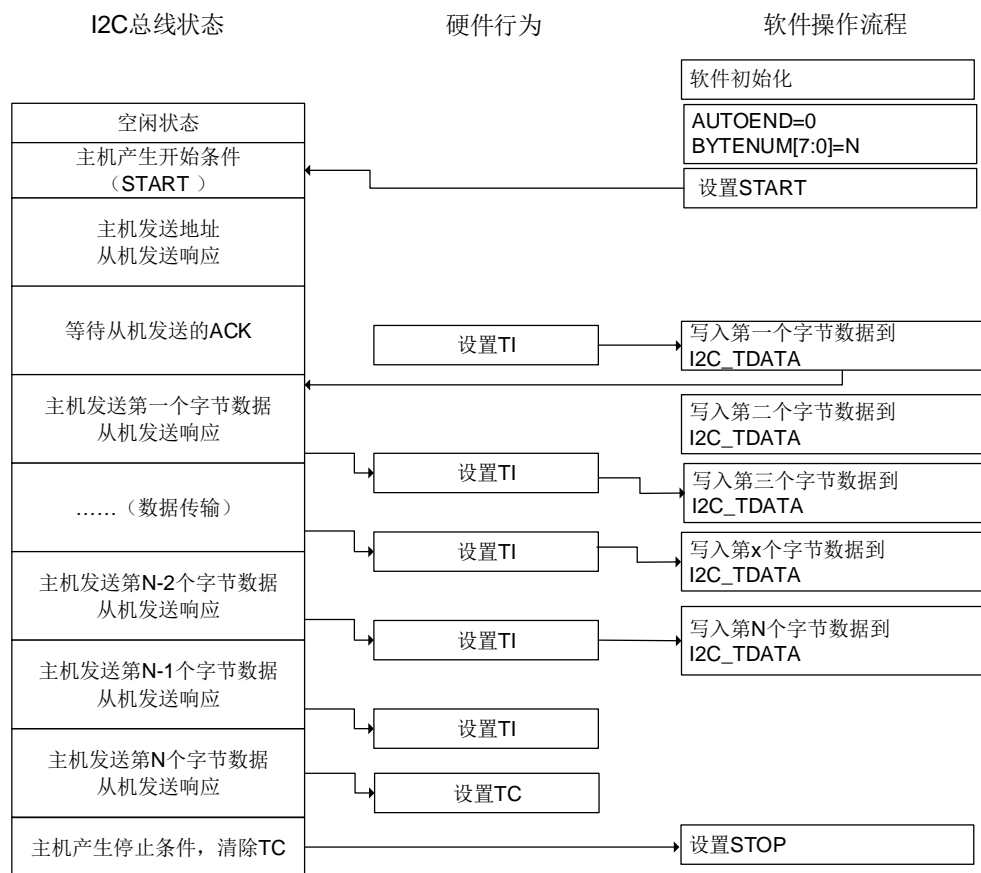 I2C总线状态
硬件行为
软件操作流程
软件初始化
空闲状态
AUTOEND=0
BYTENUM[7:0]=N
主机产生开始条件
（START ）
设置START
主机发送地址
从机发送响应
等待从机发送的ACK
设置TI
写入第一个字节数据到
I2C_TDATA
主机发送第一个字节数据
从机发送响应
写入第二个字节数据到
I2C_TDATA
设置TI
写入第三个字节数据到
I2C_TDATA
……（数据传输）
设置TI
写入第x个字节数据到
I2C_TDATA
主机发送第N-2个字节数据
从机发送响应
设置TI
写入第N个字节数据到
I2C_TDATA
主机发送第N-1个字节数据
从机发送响应
设置TI
主机发送第N个字节数据
从机发送响应
设置TC
主机产生停止条件，清除TC
设置STOP